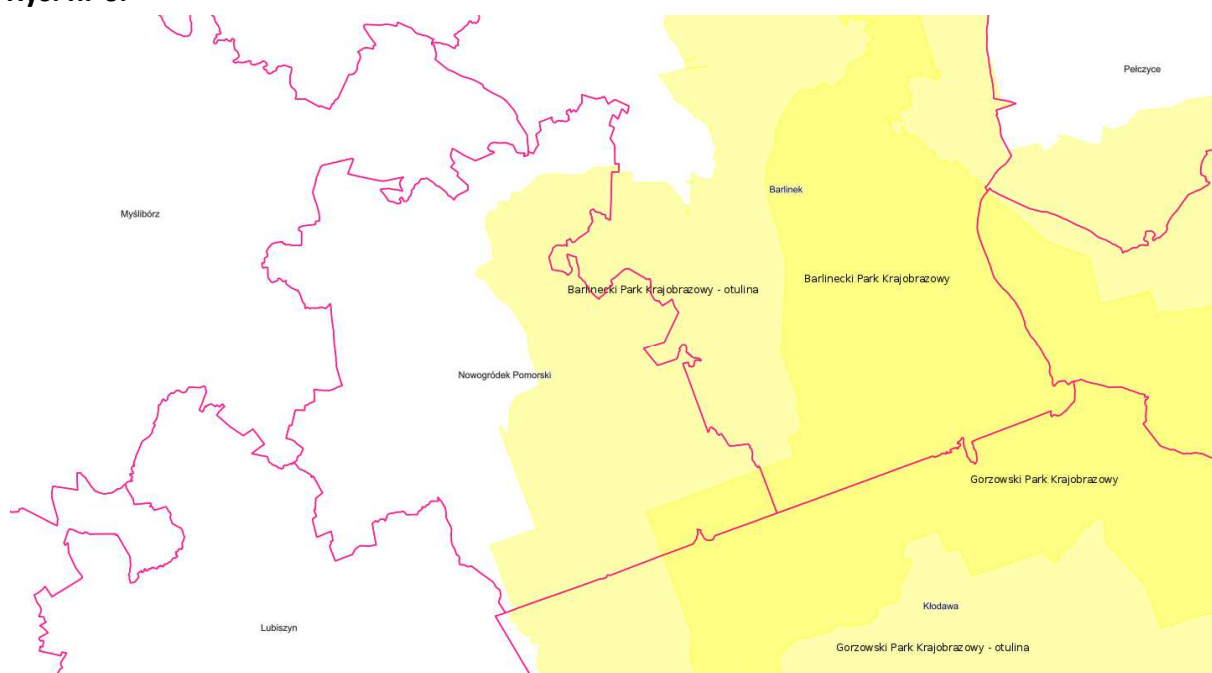 Pełczyce
Barlinek
Myślibórz
Barlinecki Park Krajobrazowy
Barlinecki Park Krajobrazowy - otulina
Nowogródek Pomorski
Gorzowski Park Krajobrazowy
Kłodawa
Lubiszyn
Gorzowski Park Krajobrazowy - otulina